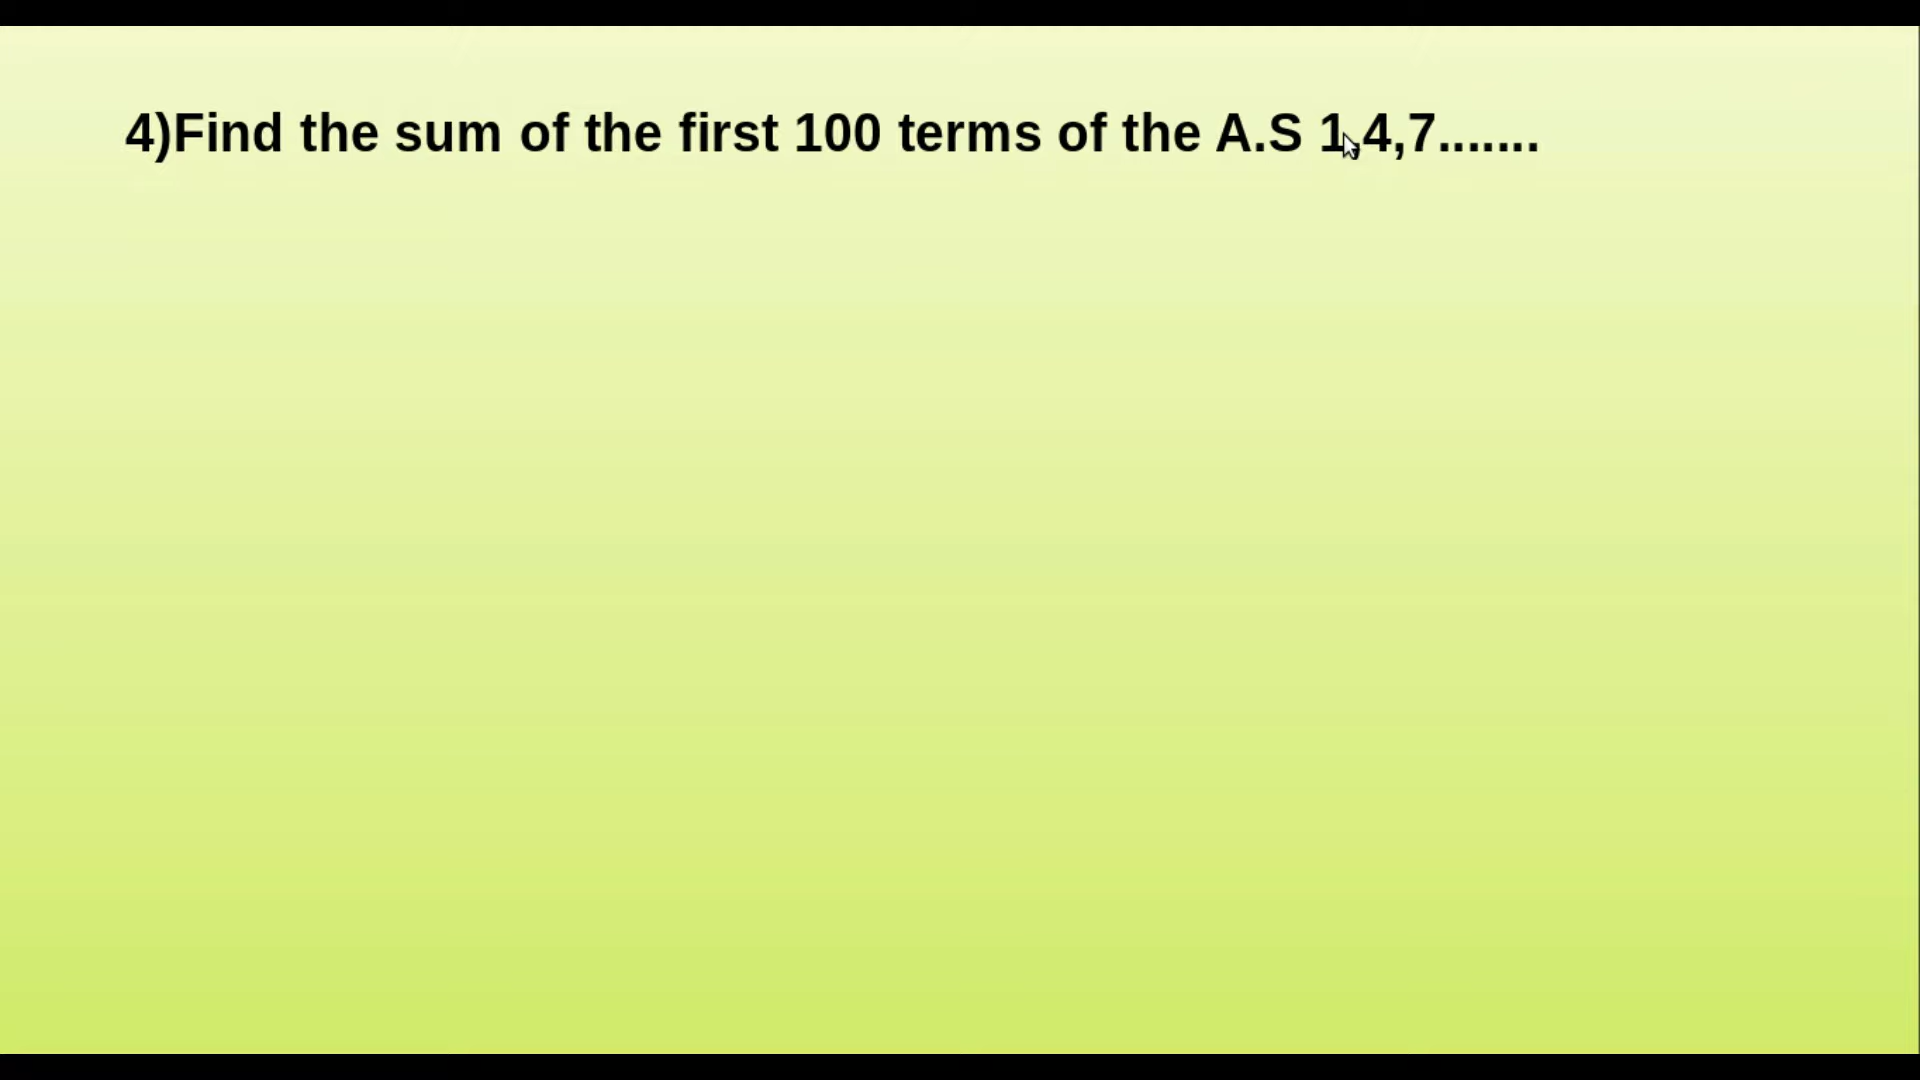 4)Find the sum of the first 100 terms of the A.S 1,4,7.......